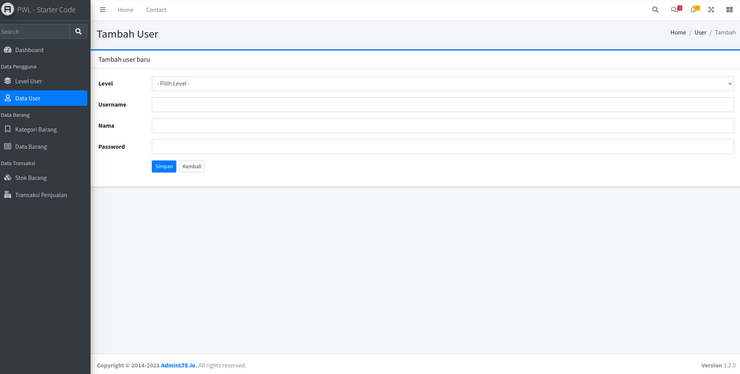 PWL - Starter Code
Home
Contact
Search
Tambah User
Home / User / Tambah
Dashboard
Data Pengguna
Level User
Data User
Data Barang
Kategori Barang
Data Barang
Data Transaksi
Stok Barang
Transaksi Penjualan
Tambah user baru
Level
- Pilih Level -
Username
Nama
Password
Simpan
Kembali
Copyright © 2014-2021 AdminLTE.io. All rights reserved.
Version 3.2.0